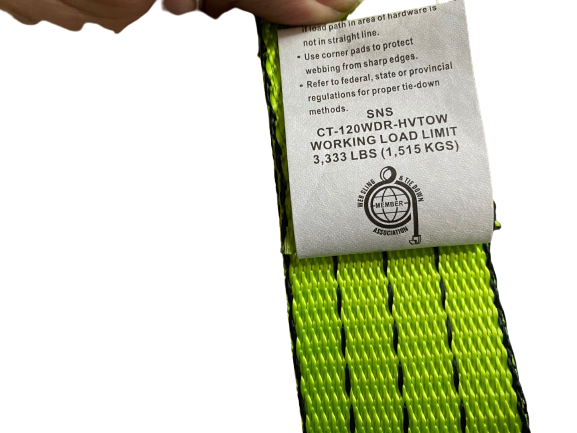 if load path in area of hardware is
not in straight line.
• Use corner pads to protect
webbing from sharp edges.
• Refer to federal, state or provincial
regulations for proper tie-down
methods.
SNS
CT-120WDR-HVTOW
WORKING LOAD LIMIT
3,333 LBS (1,515 KGS)
WEB SLING & TIE DOWN
MEMBER
ASSOCIATION